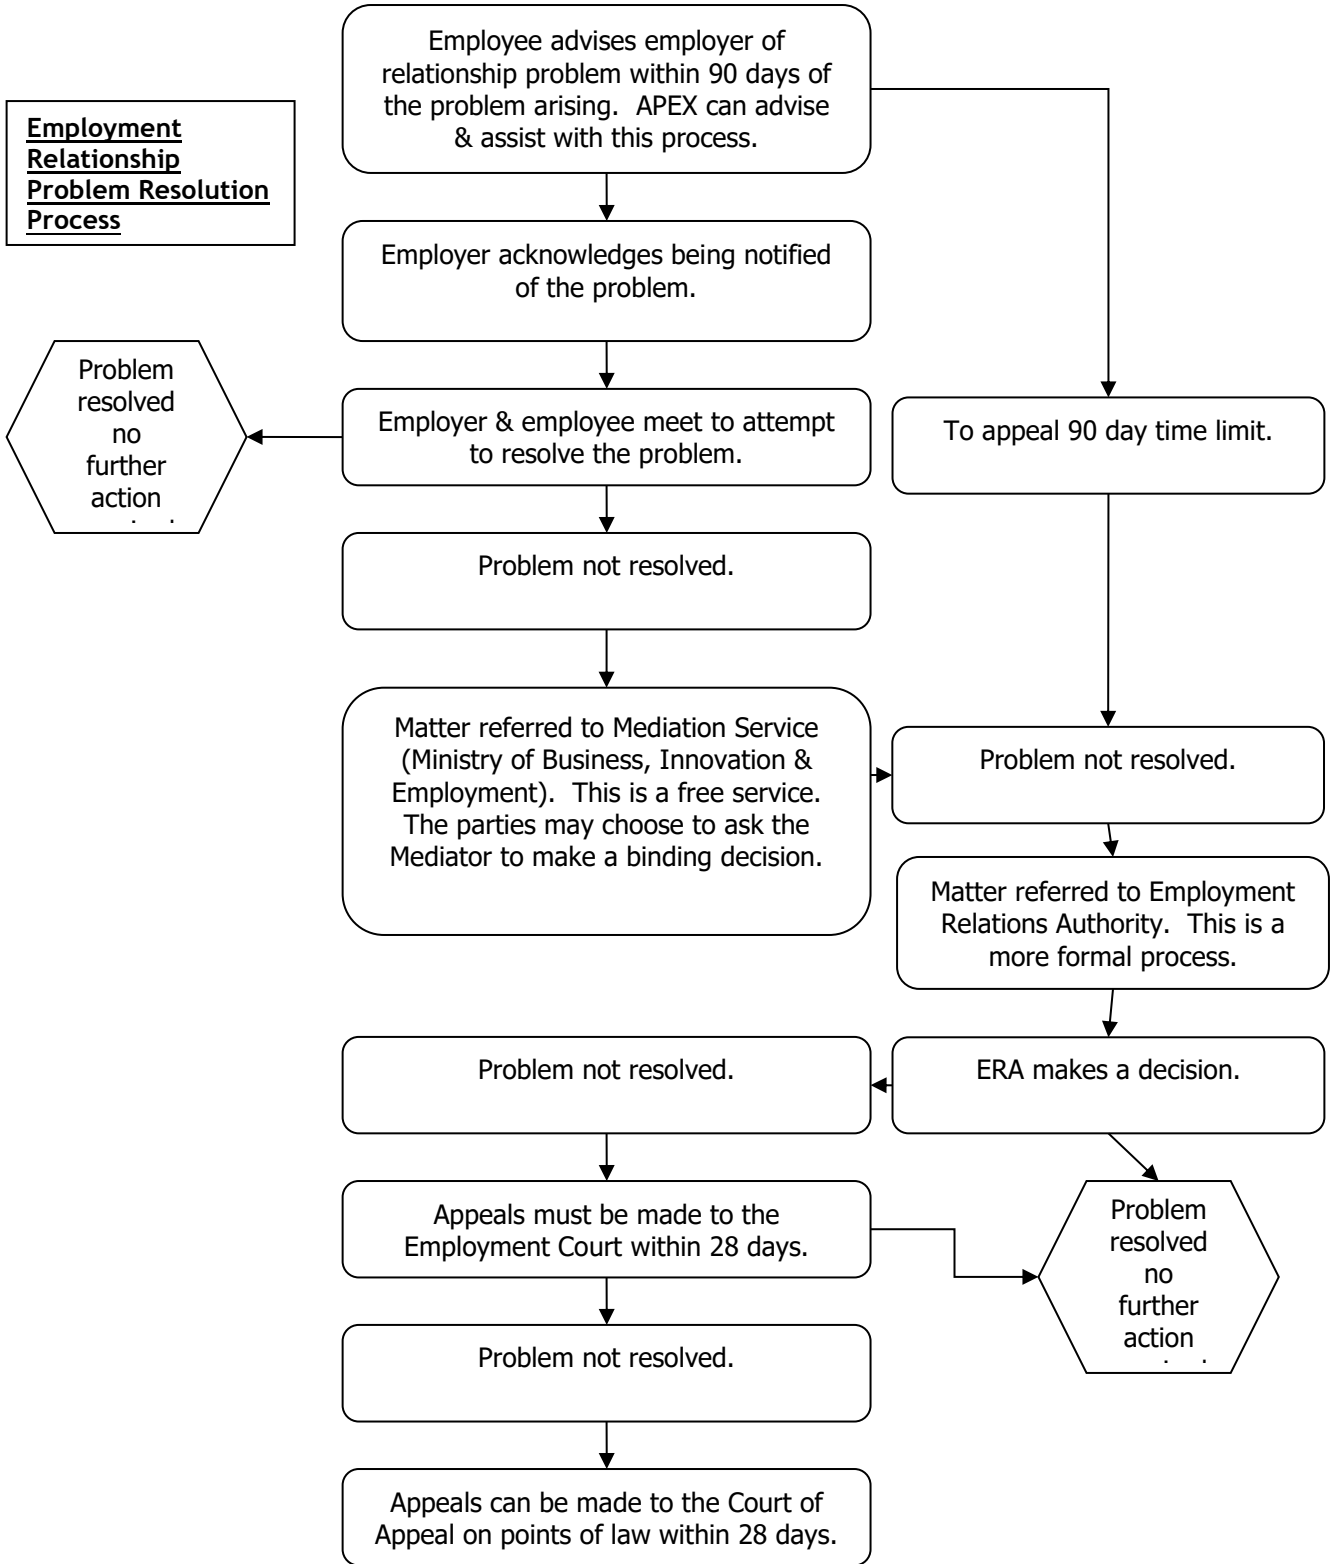 Employee advises employer of
relationship problem within 90 days of
the problem arising. APEX can advise
& assist with this process.
Employment
Relationship
Problem Resolution
Process
Employer acknowledges being notified
of the problem.
Problem
resolved
no
further
action
Employer & employee meet to attempt
to resolve the problem.
To appeal 90 day time limit.
Problem not resolved.
Matter referred to Mediation Service
(Ministry of Business, Innovation &
Employment). This is a free service.
The parties may choose to ask the
Mediator to make a binding decision.
Problem not resolved.
Matter referred to Employment
Relations Authority. This is a
more formal process.
Problem not resolved.
ERA makes a decision.
Appeals must be made to the
Employment Court within 28 days.
Problem
resolved
no
further
action
Problem not resolved.
Appeals can be made to the Court of
Appeal on points of law within 28 days.